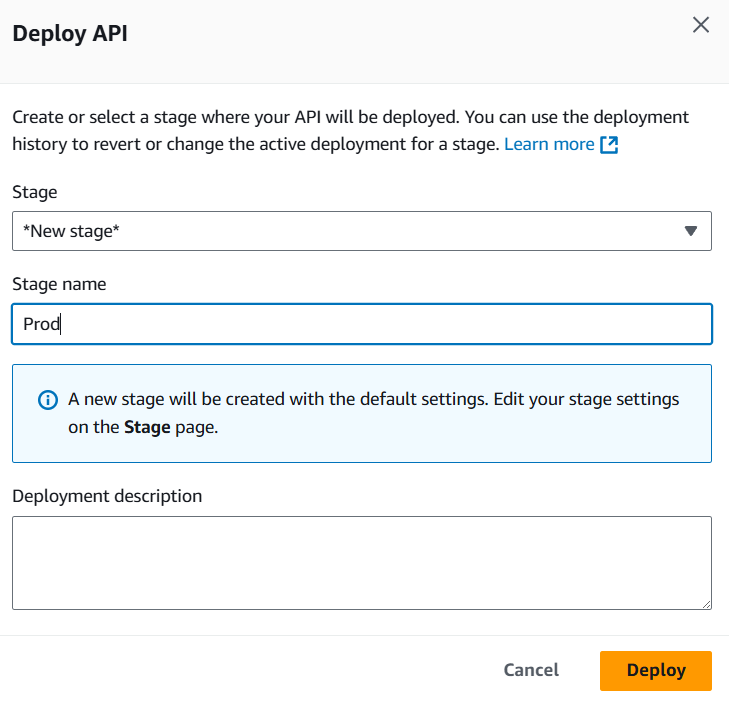 Deploy API
Create or select a stage where your API will be deployed. You can use the deployment
history to revert or change the active deployment for a stage. Learn more
Stage
*New stage*
Stage name
Prod
A new stage will be created with the default settings. Edit your stage settings
on the Stage page.
Deployment description
Cancel
Deploy